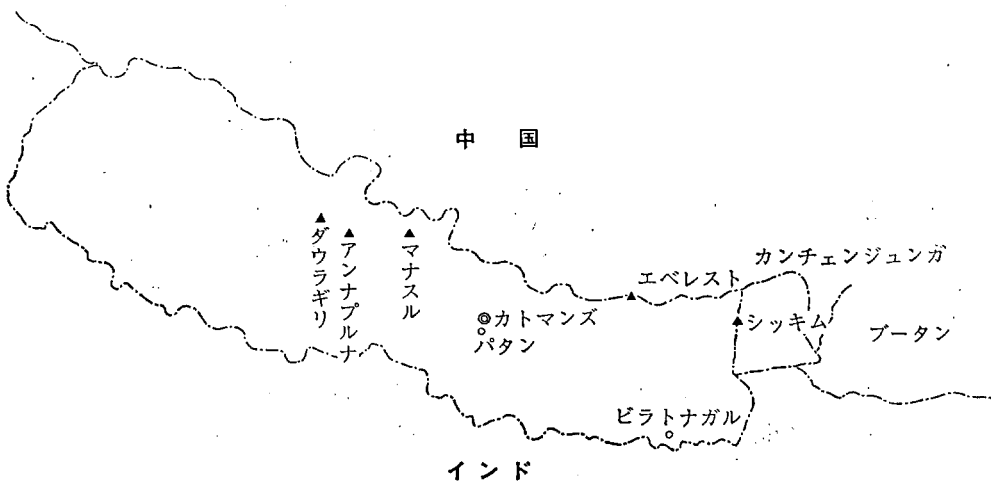 中国
カンチェンジュンガ
エベレスト
ダウラギリ
アンナプルナ
マナスル
◎カトマンズ
パタン
シッキム
ブータン
ビラトナガル
インド